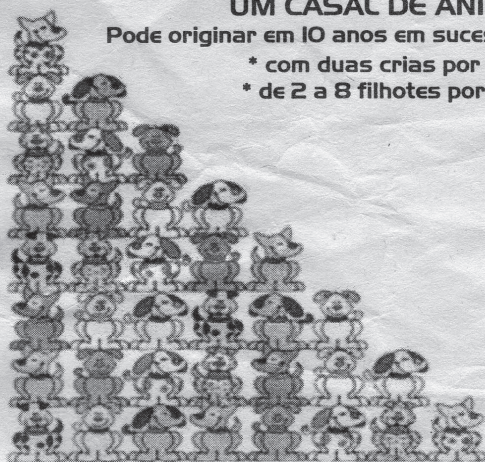 UM CASAL DE ANI
Pode originar em 10 anos em suces
* com duas crias por
* de 2 a 8 filhotes por